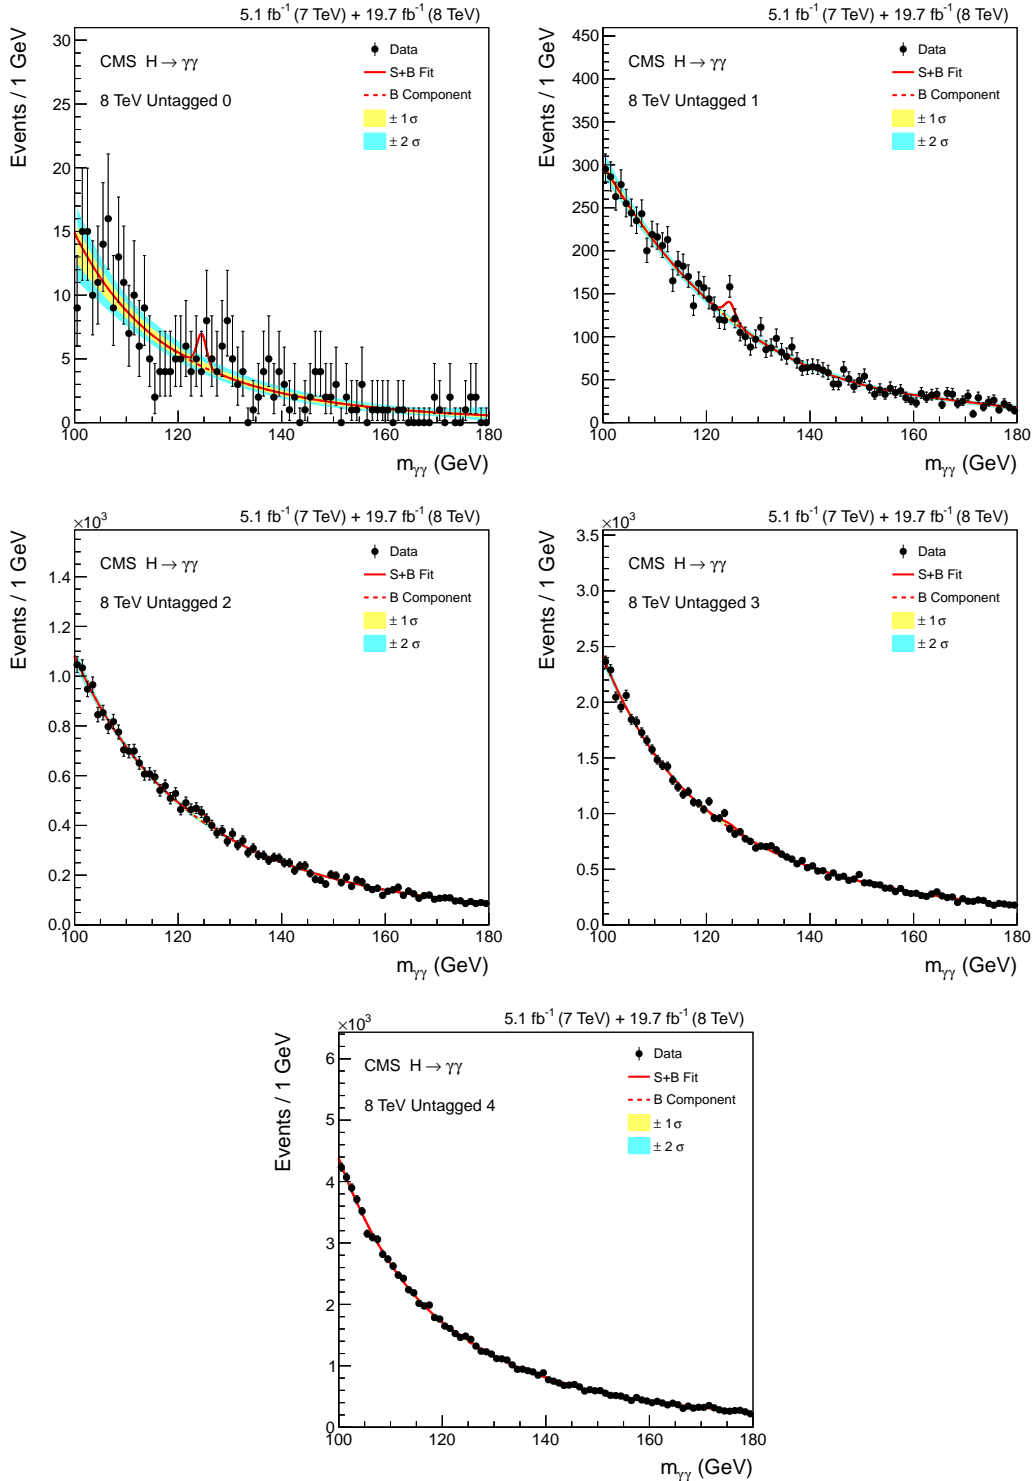 5.1 fb⁻¹ (7 TeV) + 19.7 fb⁻¹ (8 TeV)
Events / 1 GeV
30
25
20
15
10
5
0
CMS H → γγ
8 TeV Untagged 0
Data
S+B Fit
B Component
± 1 σ
± 2 σ
100 120 140 160 180
mγγ (GeV)
5.1 fb⁻¹ (7 TeV) + 19.7 fb⁻¹ (8 TeV)
Events / 1 GeV
450
400
350
300
250
200
150
100
50
0
CMS H → γγ
8 TeV Untagged 1
Data
S+B Fit
B Component
± 1 σ
± 2 σ
100 120 140 160 180
mγγ (GeV)
×10³
5.1 fb⁻¹ (7 TeV) + 19.7 fb⁻¹ (8 TeV)
Events / 1 GeV
1.4
1.2
1.0
0.8
0.6
0.4
0.2
0.0
CMS H → γγ
8 TeV Untagged 2
Data
S+B Fit
B Component
± 1 σ
± 2 σ
100 120 140 160 180
mγγ (GeV)
×10³
5.1 fb⁻¹ (7 TeV) + 19.7 fb⁻¹ (8 TeV)
Events / 1 GeV
3.5
3.0
2.5
2.0
1.5
1.0
0.5
0.0
CMS H → γγ
8 TeV Untagged 3
Data
S+B Fit
B Component
± 1 σ
± 2 σ
100 120 140 160 180
mγγ (GeV)
×10³
5.1 fb⁻¹ (7 TeV) + 19.7 fb⁻¹ (8 TeV)
Events / 1 GeV
6
5
4
3
2
1
0
CMS H → γγ
8 TeV Untagged 4
Data
S+B Fit
B Component
± 1 σ
± 2 σ
100 120 140 160 180
mγγ (GeV)